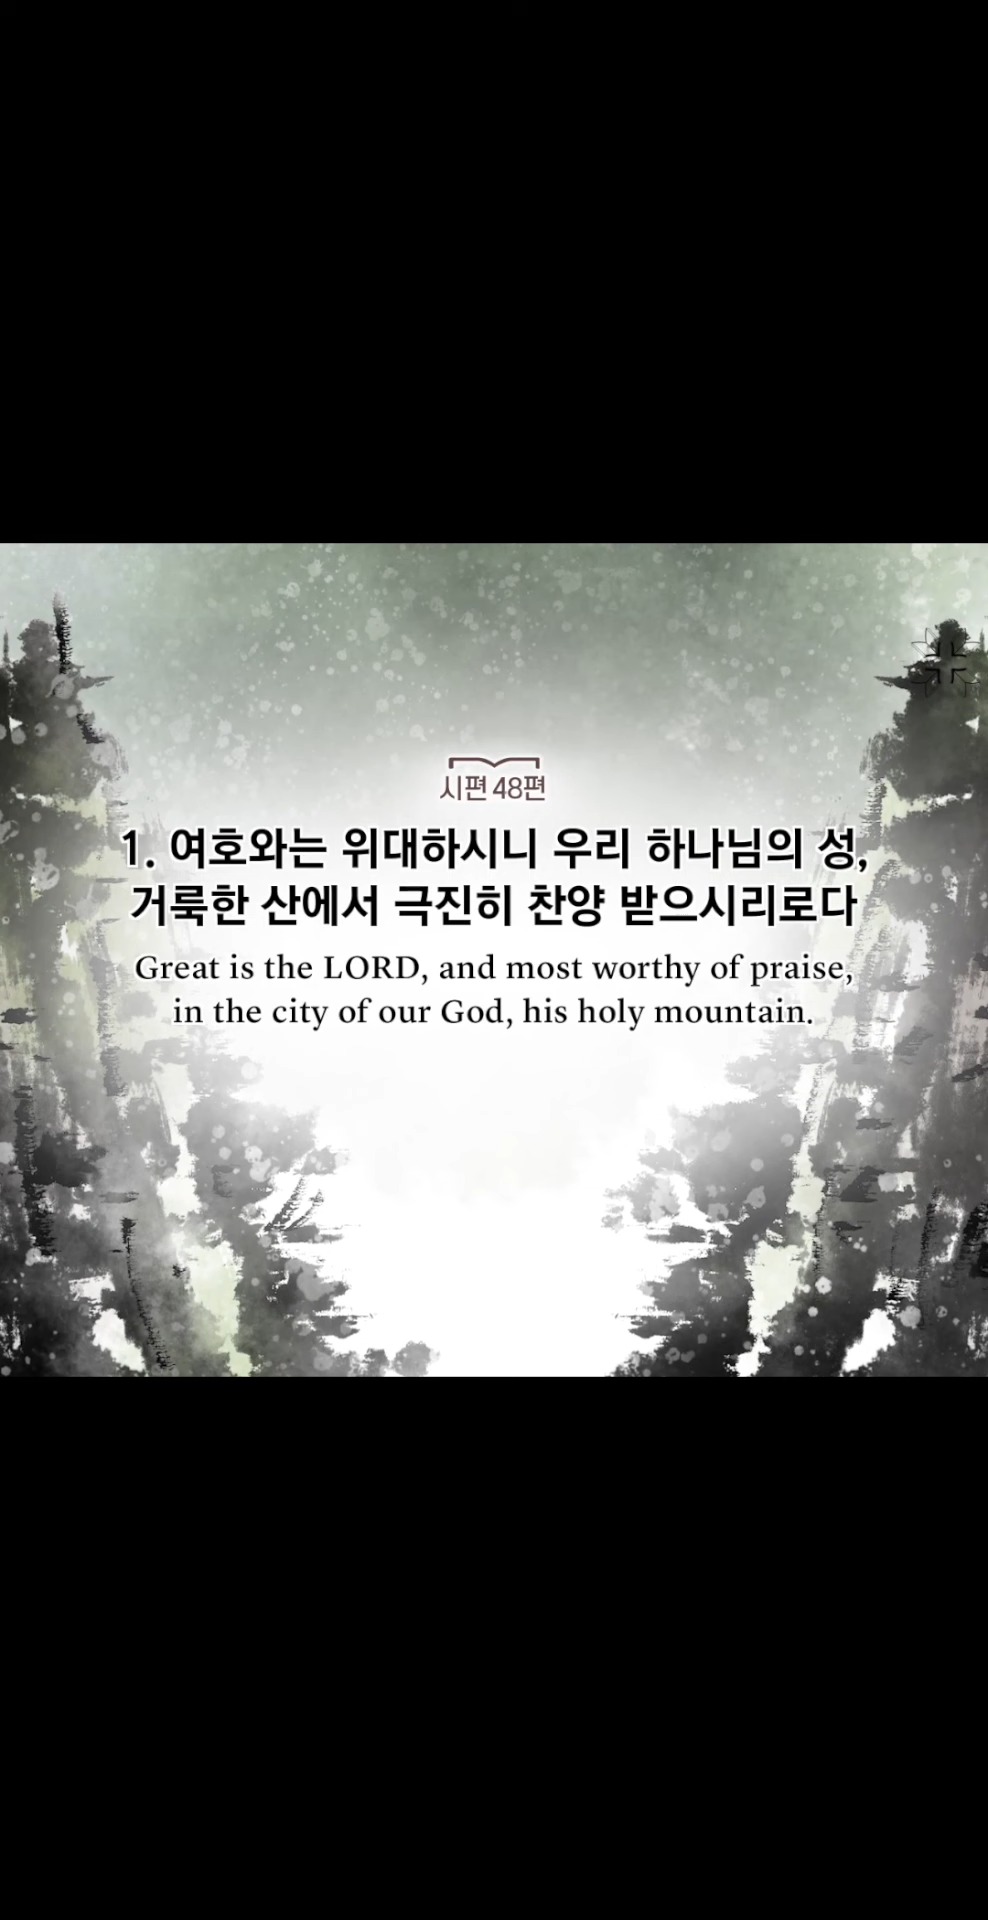 시편 48편
1. 여호와는 위대하시니 우리 하나님의 성,
거룩한 산에서 극진히 찬양 받으시리로다
Great is the LORD, and most worthy of praise,
in the city of our God, his holy mountain.